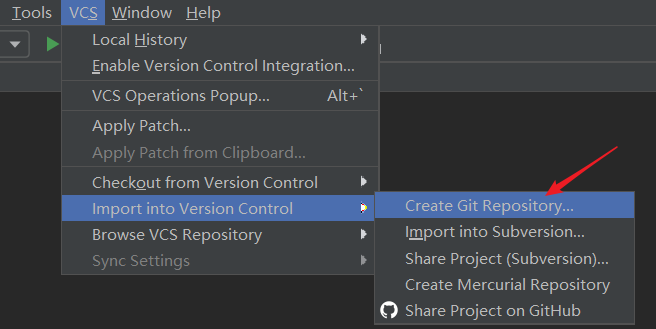 Tools VCS Window Help
Local History
Enable Version Control Integration...
VCS Operations Popup... Alt+`
Apply Patch...
Apply Patch from Clipboard...
Checkout from Version Control
Import into Version Control
Browse VCS Repository
Sync Settings
Create Git Repository...
Import into Subversion...
Share Project (Subversion)...
Create Mercurial Repository
Share Project on GitHub